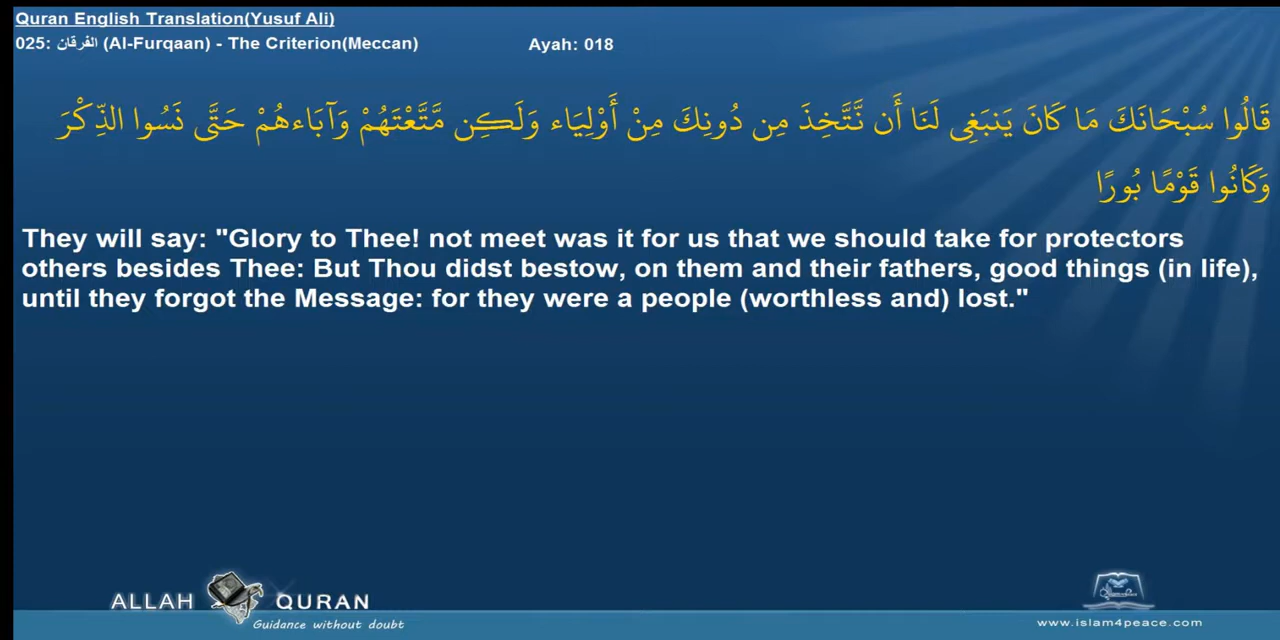 Quran English Translation(Yusuf Ali)
025: الفرقان (Al-Furqaan) - The Criterion(Meccan) Ayah: 018
قَالُوا سُبْحَانَكَ مَا كَانَ يَنبَغِى لَنَا أَن نَّتَّخِذَ مِن دُونِكَ مِنْ أَوْلِيَاء وَلَكِن مَّتَّعْتَهُمْ وَآبَاءهُمْ حَتَّى نَسُوا الذِّكْرَ
وَكَانُوا قَوْمًا بُورًا
They will say: "Glory to Thee! not meet was it for us that we should take for protectors
others besides Thee: But Thou didst bestow, on them and their fathers, good things (in life),
until they forgot the Message: for they were a people (worthless and) lost."
ALLAH QURAN
Guidance without doubt
www.islam4peace.com